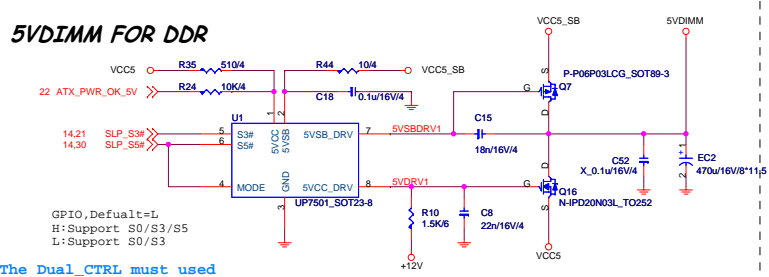 5VDIMM FOR DDR
VCC5_SB
5VDIMM
VCC5
R35
510/4
R44
10/4
VCC5_SB
P-P06P03LCG_SOT89-3
22 ATX_PWR_OK_5V
R24
10K/4
C18
0.1u/16V/4
S
G
Q7
D
U1
1
2
14,21 SLP_S3#
5
S3#
5VCC
5VSB
5VSB_DRV
7
5VSBDRV1
C15
18n/16V/4
14,30 SLP_S5#
6
S5#
4
MODE
GND
3
5VCC_DRV
8
5VDRV1
UP7501_SOT23-8
D
G
Q16
S
N-IPD20N03L_TO252
C52
X_0.1u/16V/4
1
+
EC2
470u/16V/8*11.5
2
R10
1.5K/6
C8
22n/16V/4
+12V
VCC5
GPIO,Defualt=L
H:Support S0/S3/S5
L:Support S0/S3
The Dual_CTRL must used